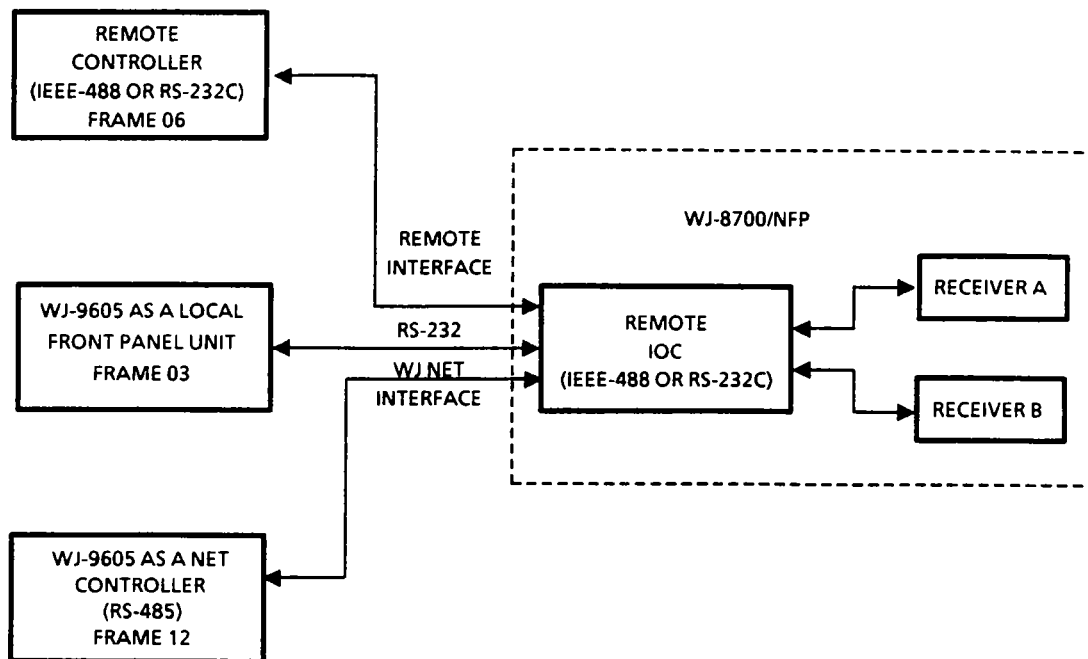 REMOTE
CONTROLLER
(IEEE-488 OR RS-232C)
FRAME 06
REMOTE
INTERFACE
WJ-8700/NFP
WJ-9605 AS A LOCAL
FRONT PANEL UNIT
FRAME 03
RS-232
WJ NET
INTERFACE
REMOTE
IOC
(IEEE-488 OR RS-232C)
RECEIVER A
RECEIVER B
WJ-9605 AS A NET
CONTROLLER
(RS-485)
FRAME 12